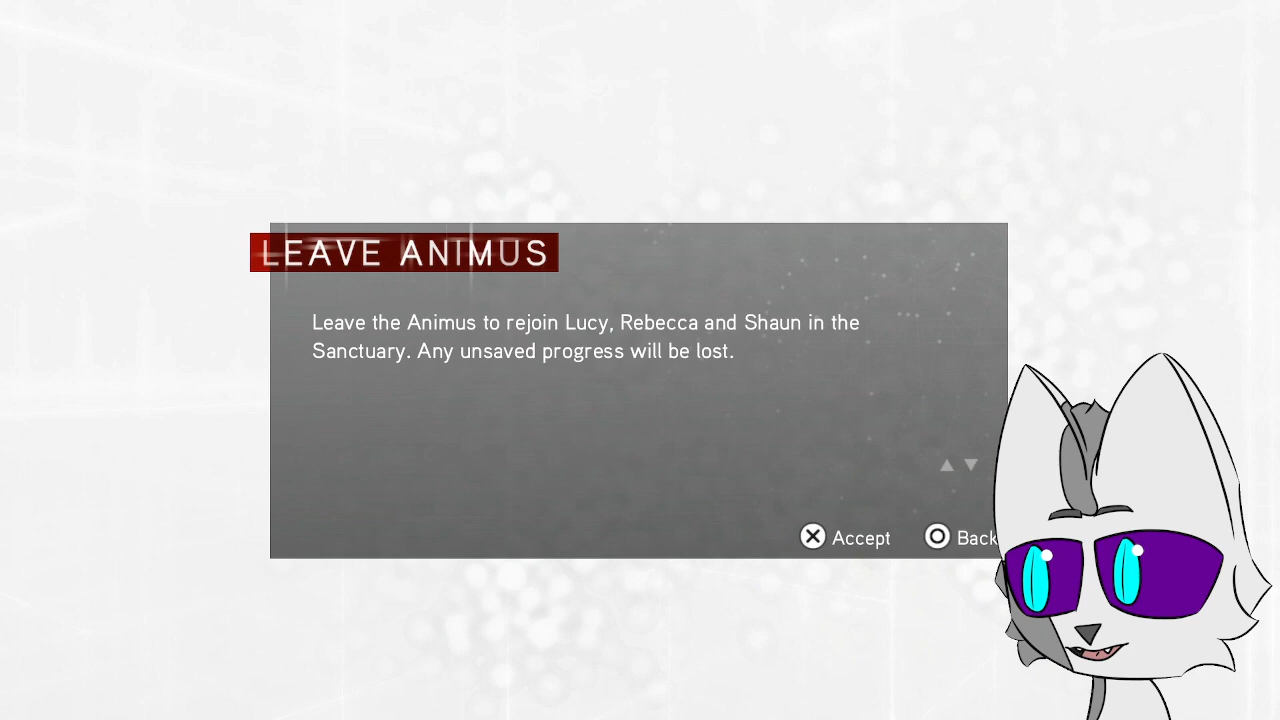 LEAVE ANIMUS
Leave the Animus to rejoin Lucy, Rebecca and Shaun in the
Sanctuary. Any unsaved progress will be lost.
Accept Back